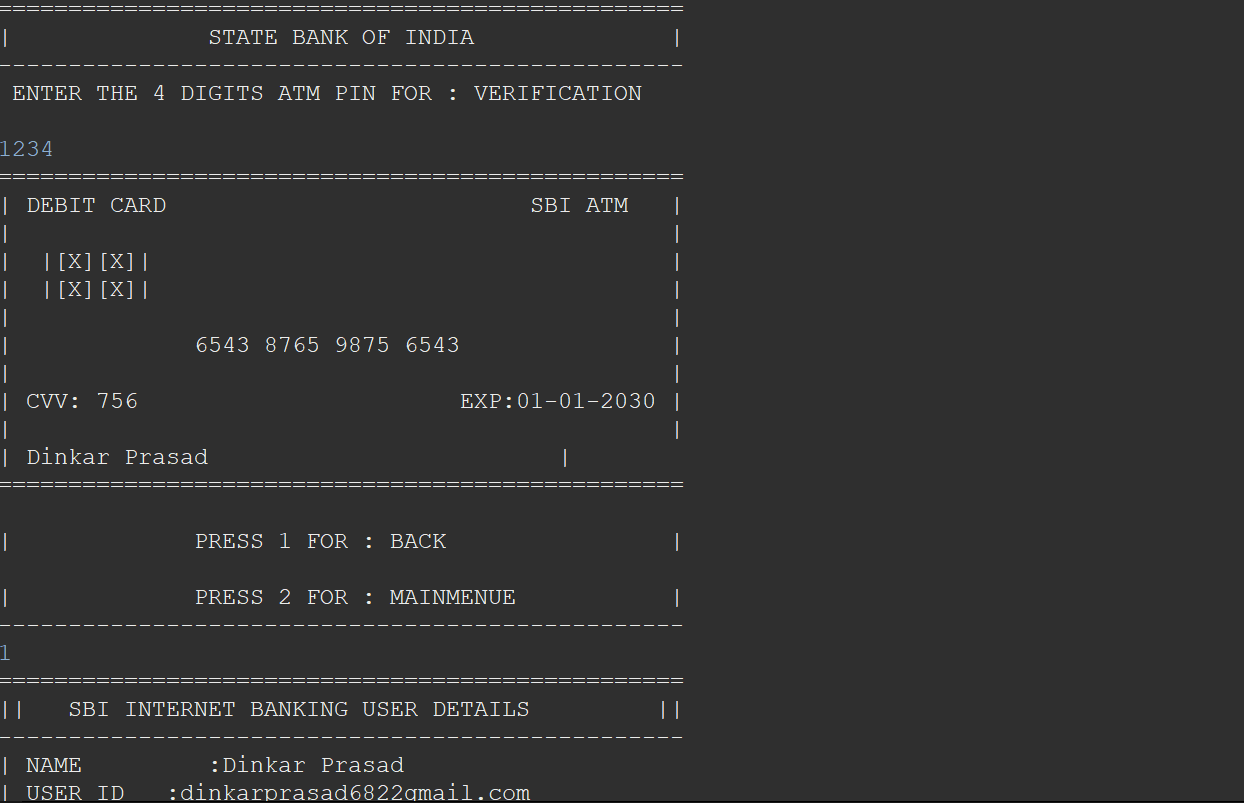 =================================================
|              STATE BANK OF INDIA              |
-------------------------------------------------
 ENTER THE 4 DIGITS ATM PIN FOR : VERIFICATION
1234
=================================================
| DEBIT CARD                          SBI ATM   |
|                                               |
|  ||[X][X]||                                   |
|  ||[X][X]||                                   |
|                                               |
|             6543 8765 9875 6543               |
|                                               |
| CVV: 756                       EXP:01-01-2030 |
|                                               |
| Dinkar Prasad                         |
=================================================
|             PRESS 1 FOR : BACK                |
|             PRESS 2 FOR : MAINMENUE           |
-------------------------------------------------
1
=================================================
||   SBI INTERNET BANKING USER DETAILS         ||
-------------------------------------------------
| NAME         :Dinkar Prasad
| USER ID   :dinkarprasad6822gmail.com